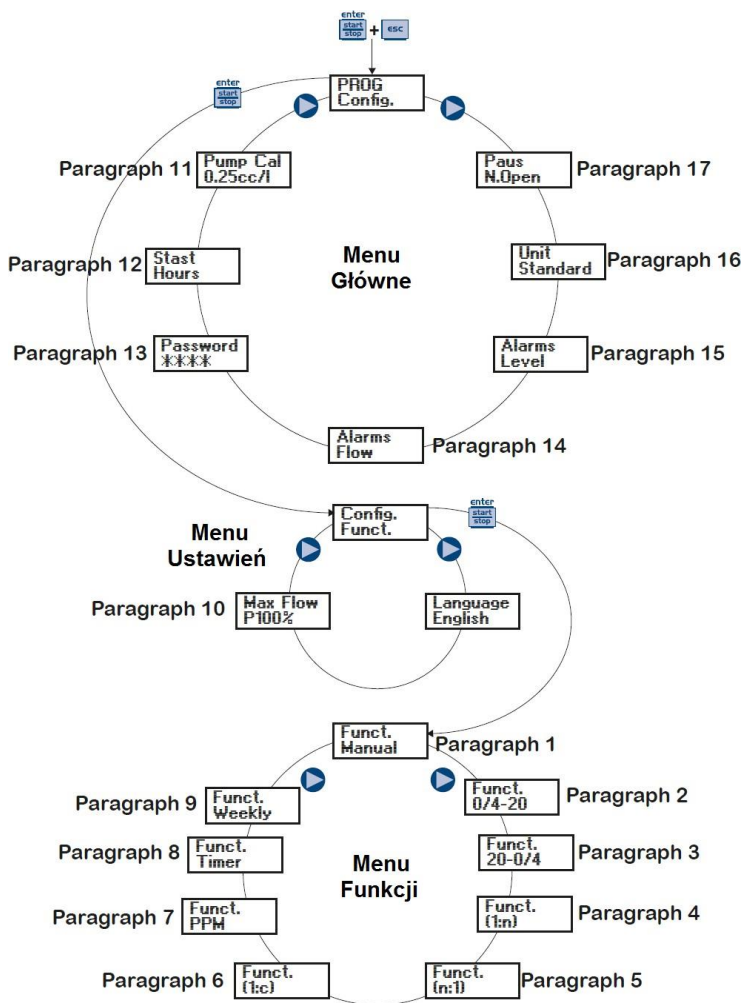 enter
start
stop
+
esc
PROG
Config.
enter
start
stop
Paragraph 11
Pump Cal
0.25cc/I
Paus
N.Open
Paragraph 17
Paragraph 12
Stast
Hours
Menu
Główne
Unit
Standard
Paragraph 16
Paragraph 13
Password
****
Alarms
Level
Paragraph 15
Alarms
Flow
Paragraph 14
Menu
Ustawień
Config.
Funct.
enter
start
stop
Paragraph 10
Max Flow
P100%
Language
English
Funct.
Manual
Paragraph 1
Paragraph 9
Funct.
Weekly
Funct.
0/4-20
Paragraph 2
Paragraph 8
Funct.
Timer
Menu
Funkcji
Funct.
20-0/4
Paragraph 3
Paragraph 7
Funct.
PPM
Funct.
(1:n)
Paragraph 4
Paragraph 6
Funct.
(1:c)
Funct.
(n:1)
Paragraph 5